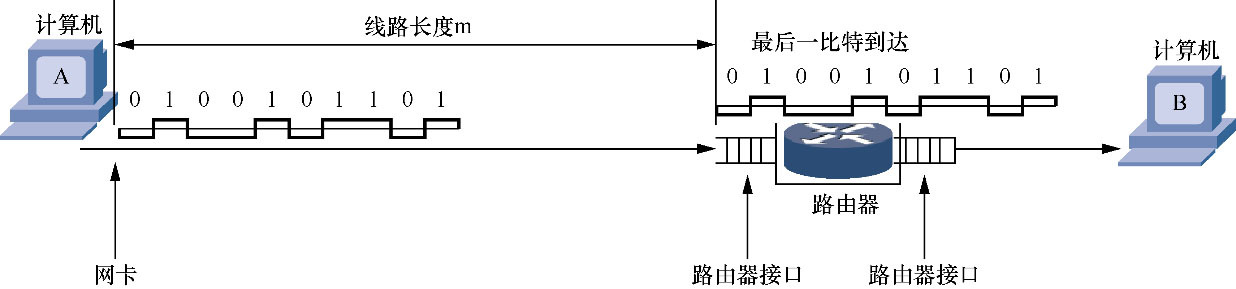 计算机
线路长度m
最后一比特到达
计算机
A
0 1 0 0 1 0 1 1 0 1
0 1 0 0 1 0 1 1 0 1
B
路由器
网卡
路由器接口
路由器接口